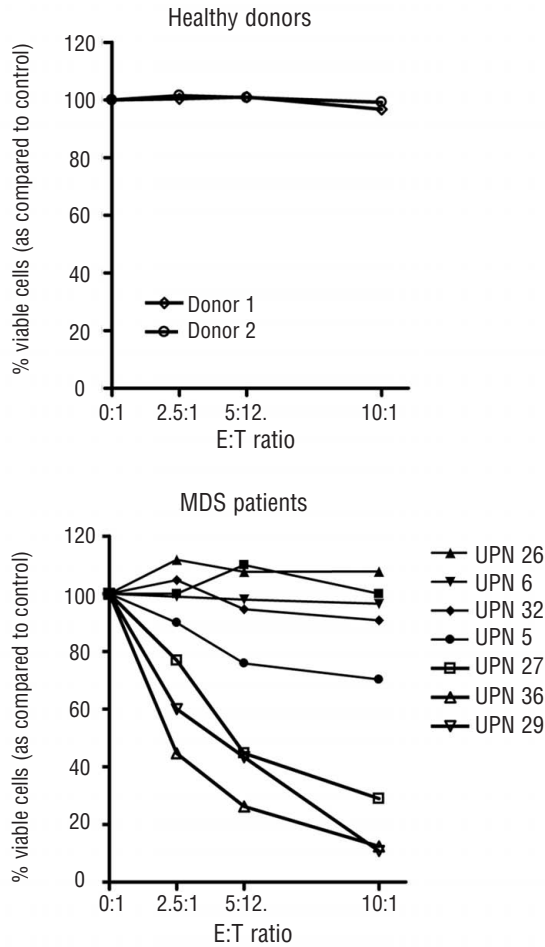 Healthy donors
120
100
80
60
40
20
0
% viable cells (as compared to control)
Donor 1
Donor 2
0:1 2.5:1 5:12. 10:1
E:T ratio
MDS patients
120
100
80
60
40
20
0
% viable cells (as compared to control)
UPN 26
UPN 6
UPN 32
UPN 5
UPN 27
UPN 36
UPN 29
0:1 2.5:1 5:12. 10:1
E:T ratio